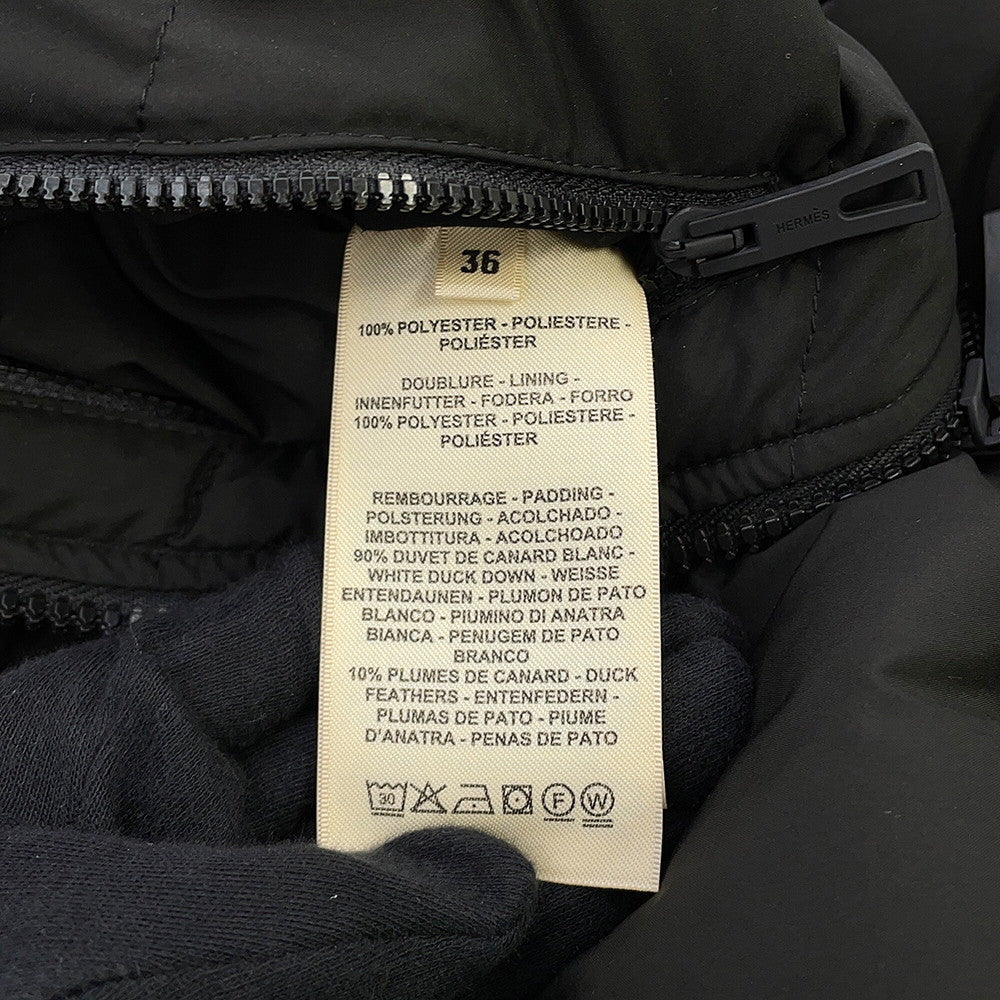 HERMÈS
36
100% POLYESTER - POLIESTERE -
POLIÉSTER
DOUBLURE - LINING -
INNENFUTTER - FODERA - FORRO
100% POLYESTER - POLIESTERE -
POLIÉSTER
REMBOURRAGE - PADDING -
POLSTERUNG - ACOLCHADO -
IMBOTTITURA - ACOLCHOADO
90% DUVET DE CANARD BLANC -
WHITE DUCK DOWN - WEISSE
ENTENDAUNEN - PLUMON DE PATO
BLANCO - PIUMINO DI ANATRA
BIANCA - PENUGEM DE PATO
BRANCO
10% PLUMES DE CANARD - DUCK
FEATHERS - ENTENFEDERN -
PLUMAS DE PATO - PIUME
D'ANATRA - PENAS DE PATO
30 F W